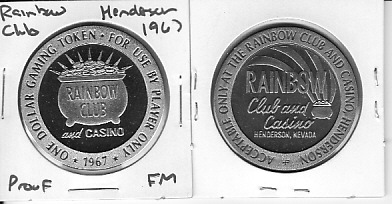 Rainbow Club
Henderson 1967
ONE DOLLAR GAMING TOKEN • FOR USE BY PLAYER ONLY
RAINBOW
CLUB
and CASINO
• 1967 •
Proof
FM
ACCEPTABLE ONLY AT THE RAINBOW CLUB AND CASINO HENDERSON
RAINBOW
Club and
Casino
HENDERSON, NEVADA